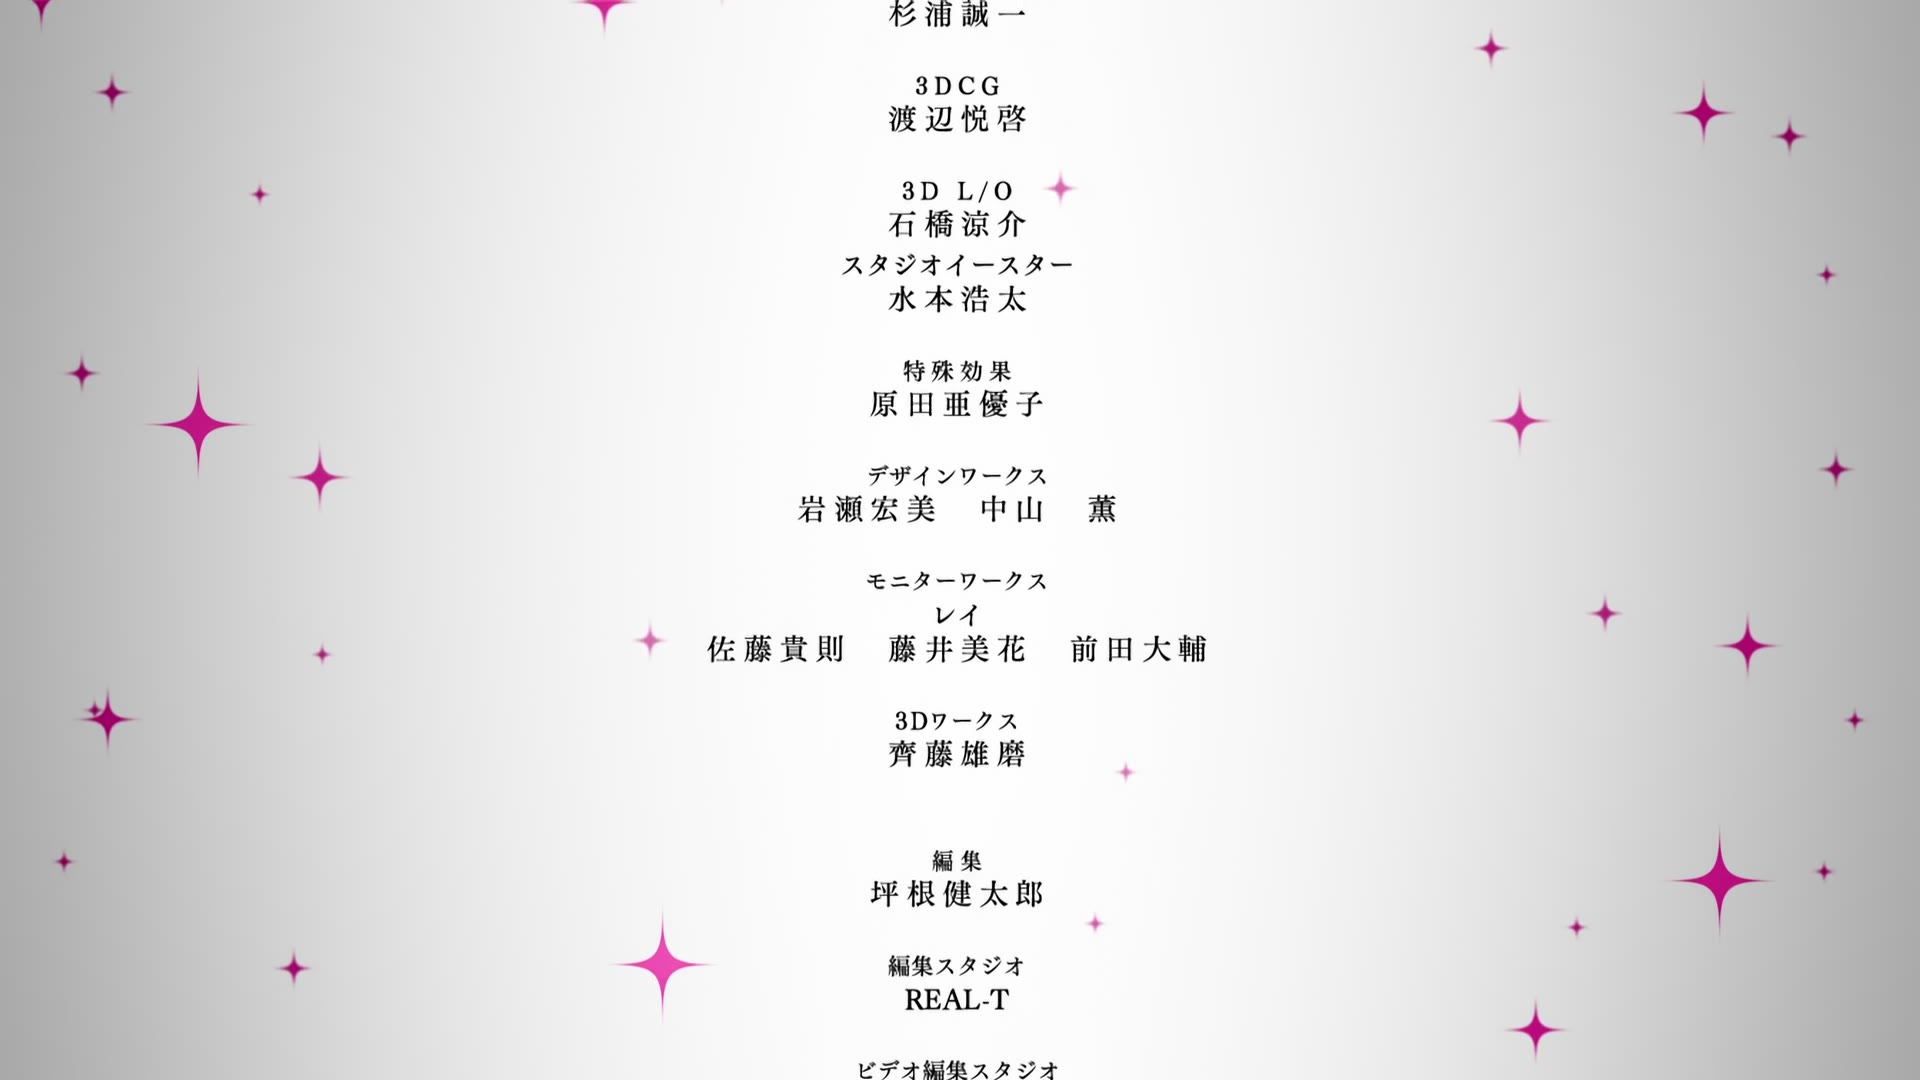 杉浦誠一
3DCG
渡辺悦啓
3D L/O
石橋涼介
スタジオイースター
水本浩太
特殊効果
原田亜優子
デザインワークス
岩瀬宏美　中山　薫
モニターワークス
レイ
佐藤貴則　藤井美花　前田大輔
3Dワークス
齊藤雄磨
編集
坪根健太郎
編集スタジオ
REAL-T
ビデオ編集スタジオ